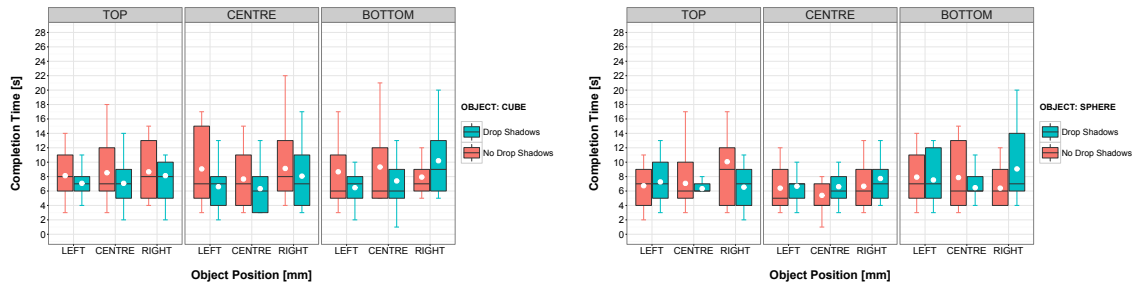 TOP CENTRE BOTTOM
28
26
24
22
20
18
16
14
12
10
8
6
4
2
0
Completion Time [s]
LEFT CENTRE RIGHT LEFT CENTRE RIGHT LEFT CENTRE RIGHT
Object Position [mm]
OBJECT: CUBE
Drop Shadows
No Drop Shadows
TOP CENTRE BOTTOM
28
26
24
22
20
18
16
14
12
10
8
6
4
2
0
Completion Time [s]
LEFT CENTRE RIGHT LEFT CENTRE RIGHT LEFT CENTRE RIGHT
Object Position [mm]
OBJECT: SPHERE
Drop Shadows
No Drop Shadows